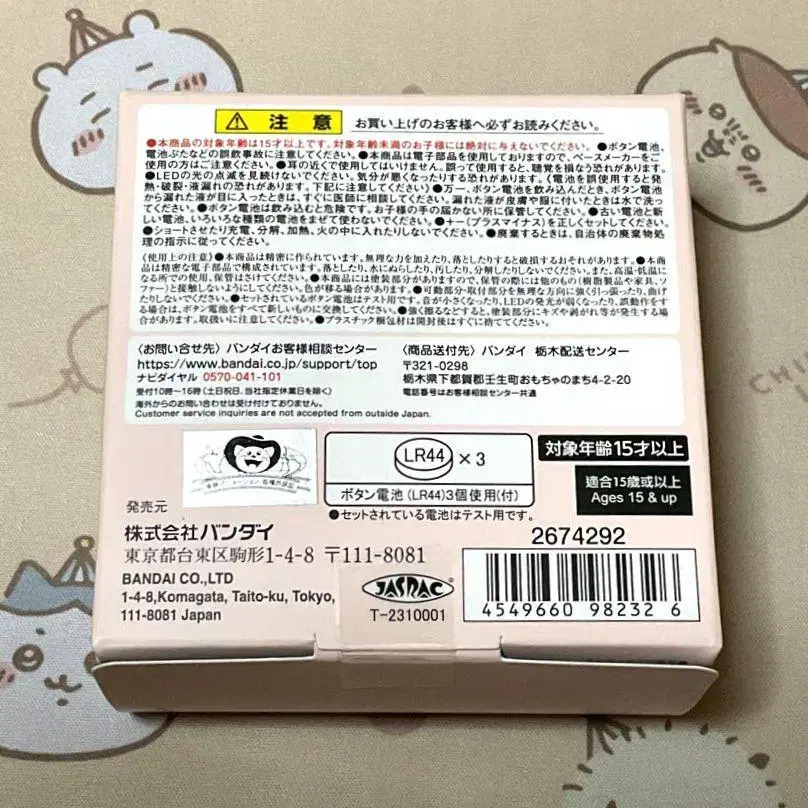 注意 お買い上げのお客様へ必ずお読みください。
●本商品の対象年齢は15才以上です。対象年齢未満のお子様には絶対に与えないでください。●ボタン電池、
電池ぶたなどの誤飲事故に注意してください。●本商品は電子部品を使用しておりますので、ペースメーカーをご
使用の方はご注意ください。●耳の近くで使用してはいけません。誤って使用すると、聴覚を損なう恐れがあります。
●LEDの光の点滅を見続けないでください。気分が悪くなったりする恐れがあります。《電池を誤使用すると発
熱・破裂・液漏れの恐れがあります。下記に注意してください》●万一、ボタン電池を飲み込んだとき、ボタン電池
から漏れた液が目に入ったときは、すぐに医師に相談してください。漏れた液が皮膚や服に付いたときは水で洗っ
てください。●ボタン電池は飲み込むと危険です。お子様の手の届かない所に保管してください。●古い電池と新
しい電池、いろいろな種類の電池をまぜて使わないでください。●＋－(プラスマイナス)を正しくセットしてください。
●ショートさせたり充電、分解、加熱、火の中に入れたりしないでください。●廃棄するときは、自治体の廃棄物処
理の指示に従ってください。
〈使用上の注意〉●本商品は精密に作られています。無理な力を加えたり、落としたりすると破損するおそれがあります。●本
商品は精密な電子部品で構成されています。落としたり、水にぬらしたり、汚したり、分解したりしないでください。また、高温・低温に
なる所での使用、保管はさけてください。●本商品には塗装部分がありますので、保管の際には他のもの(樹脂製品や家具、ソ
ファー)と接触しないようにしてください。色が移る場合があります。●可動部分・取付部分を無理な方向に強く引っ張ったり、曲げ
たりしないでください。●セットされているボタン電池はテスト用です。音が小さくなったり、LEDの発光が弱くなったり、誤動作をす
る場合は、ボタン電池をすべて新しいものに交換してください。●強く擦るなどすると、塗装部分にキズや剥がれ等が発生する場
合があります。取扱いに注意してください。●プラスチック梱包材は開封後はすぐに捨ててください。
〈お問い合せ先〉バンダイお客様相談センター
https://www.bandai.co.jp/support/top
ナビダイヤル 0570-041-101
受付10時～16時(土日祝日、当社指定休業日を除く)
海外からのお問い合わせは受け付けておりません。
Customer service inquiries are not accepted from outside Japan.
〈商品送付先〉バンダイ 栃木配送センター
〒321-0298
栃木県下都賀郡壬生町おもちゃのまち4-2-20
電話番号はお客様相談センター共通
LR44 ×3
ボタン電池(LR44)3個使用(付)
●セットされている電池はテスト用です。
対象年齢15才以上
適合15歲或以上
Ages 15 & up
発売元
株式会社バンダイ
東京都台東区駒形1-4-8 〒111-8081
BANDAI CO.,LTD
1-4-8,Komagata, Taito-ku, Tokyo,
111-8081 Japan
JASRAC
T-2310001
2674292
4549660 98232 6